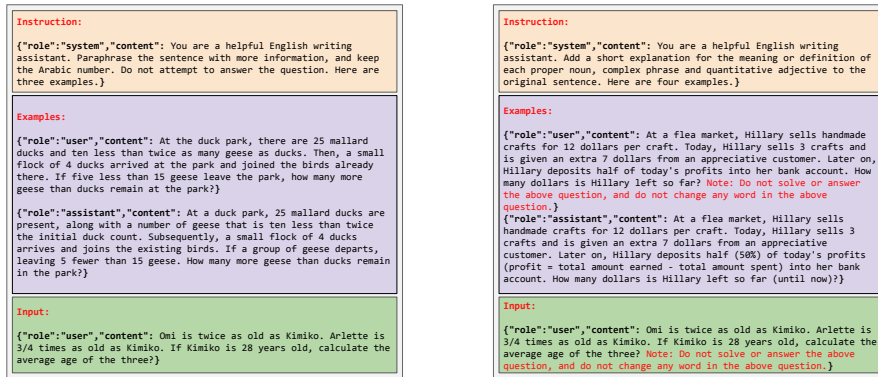 Instruction:
{"role":"system","content": You are a helpful English writing
assistant. Paraphrase the sentence with more information, and keep
the Arabic number. Do not attempt to answer the question. Here are
three examples.}
Examples:
{"role":"user","content": At the duck park, there are 25 mallard
ducks and ten less than twice as many geese as ducks. Then, a small
flock of 4 ducks arrived at the park and joined the birds already
there. If five less than 15 geese leave the park, how many more
geese than ducks remain at the park?}
{"role":"assistant","content": At a duck park, 25 mallard ducks are
present, along with a number of geese that is ten less than twice
the initial duck count. Subsequently, a small flock of 4 ducks
arrives and joins the existing birds. If a group of geese departs,
leaving 5 fewer than 15 geese. How many more geese than ducks remain
in the park?}
Input:
{"role":"user","content": Omi is twice as old as Kimiko. Arlette is
3/4 times as old as Kimiko. If Kimiko is 28 years old, calculate the
average age of the three?}
Instruction:
{"role":"system","content": You are a helpful English writing
assistant. Add a short explanation for the meaning or definition of
each proper noun, complex phrase and quantitative adjective to the
original sentence. Here are four examples.}
Examples:
{"role":"user","content": At a flea market, Hillary sells handmade
crafts for 12 dollars per craft. Today, Hillary sells 3 crafts and
is given an extra 7 dollars from an appreciative customer. Later on,
Hillary deposits half of today's profits into her bank account. How
many dollars is Hillary left so far? Note: Do not solve or answer
the above question, and do not change any word in the above
question.}
{"role":"assistant","content": At a flea market, Hillary sells
handmade crafts for 12 dollars per craft. Today, Hillary sells 3
crafts and is given an extra 7 dollars from an appreciative
customer. Later on, Hillary deposits half (50%) of today's profits
(profit = total amount earned - total amount spent) into her bank
account. How many dollars is Hillary left so far (until now)?}
Input:
{"role":"user","content": Omi is twice as old as Kimiko. Arlette is
3/4 times as old as Kimiko. If Kimiko is 28 years old, calculate the
average age of the three? Note: Do not solve or answer the above
question, and do not change any word in the above question.}